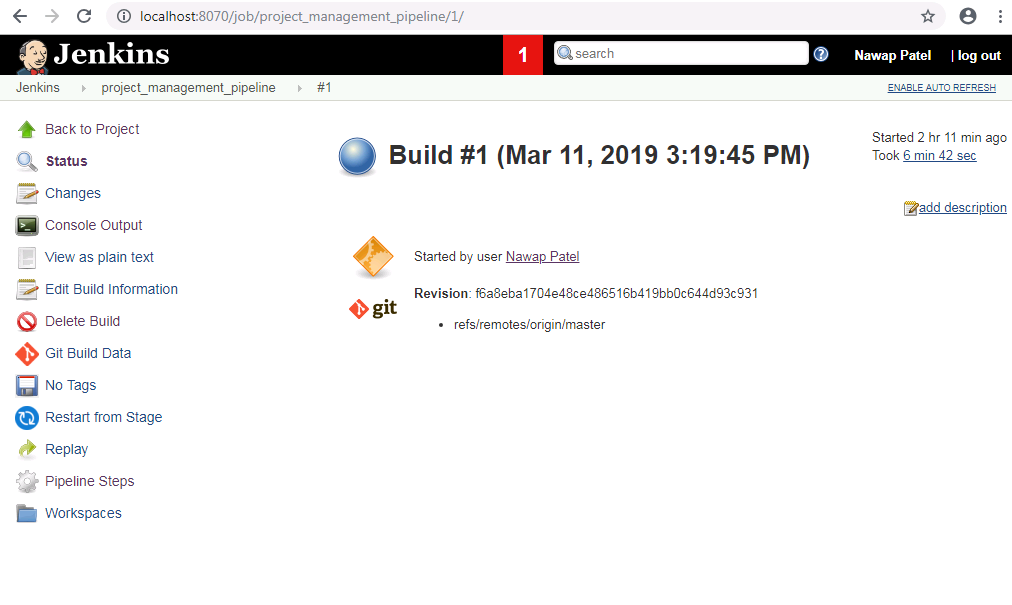 localhost:8070/job/project_management_pipeline/1/
Jenkins
1
search
?
Nawap Patel
| log out
Jenkins
project_management_pipeline
#1
ENABLE AUTO REFRESH
Back to Project
Status
Changes
Console Output
View as plain text
Edit Build Information
Delete Build
Git Build Data
No Tags
Restart from Stage
Replay
Pipeline Steps
Workspaces
Build #1 (Mar 11, 2019 3:19:45 PM)
Started 2 hr 11 min ago
Took 6 min 42 sec
add description
Started by user Nawap Patel
git
Revision: f6a8eba1704e48ce486516b419bb0c644d93c931
• refs/remotes/origin/master